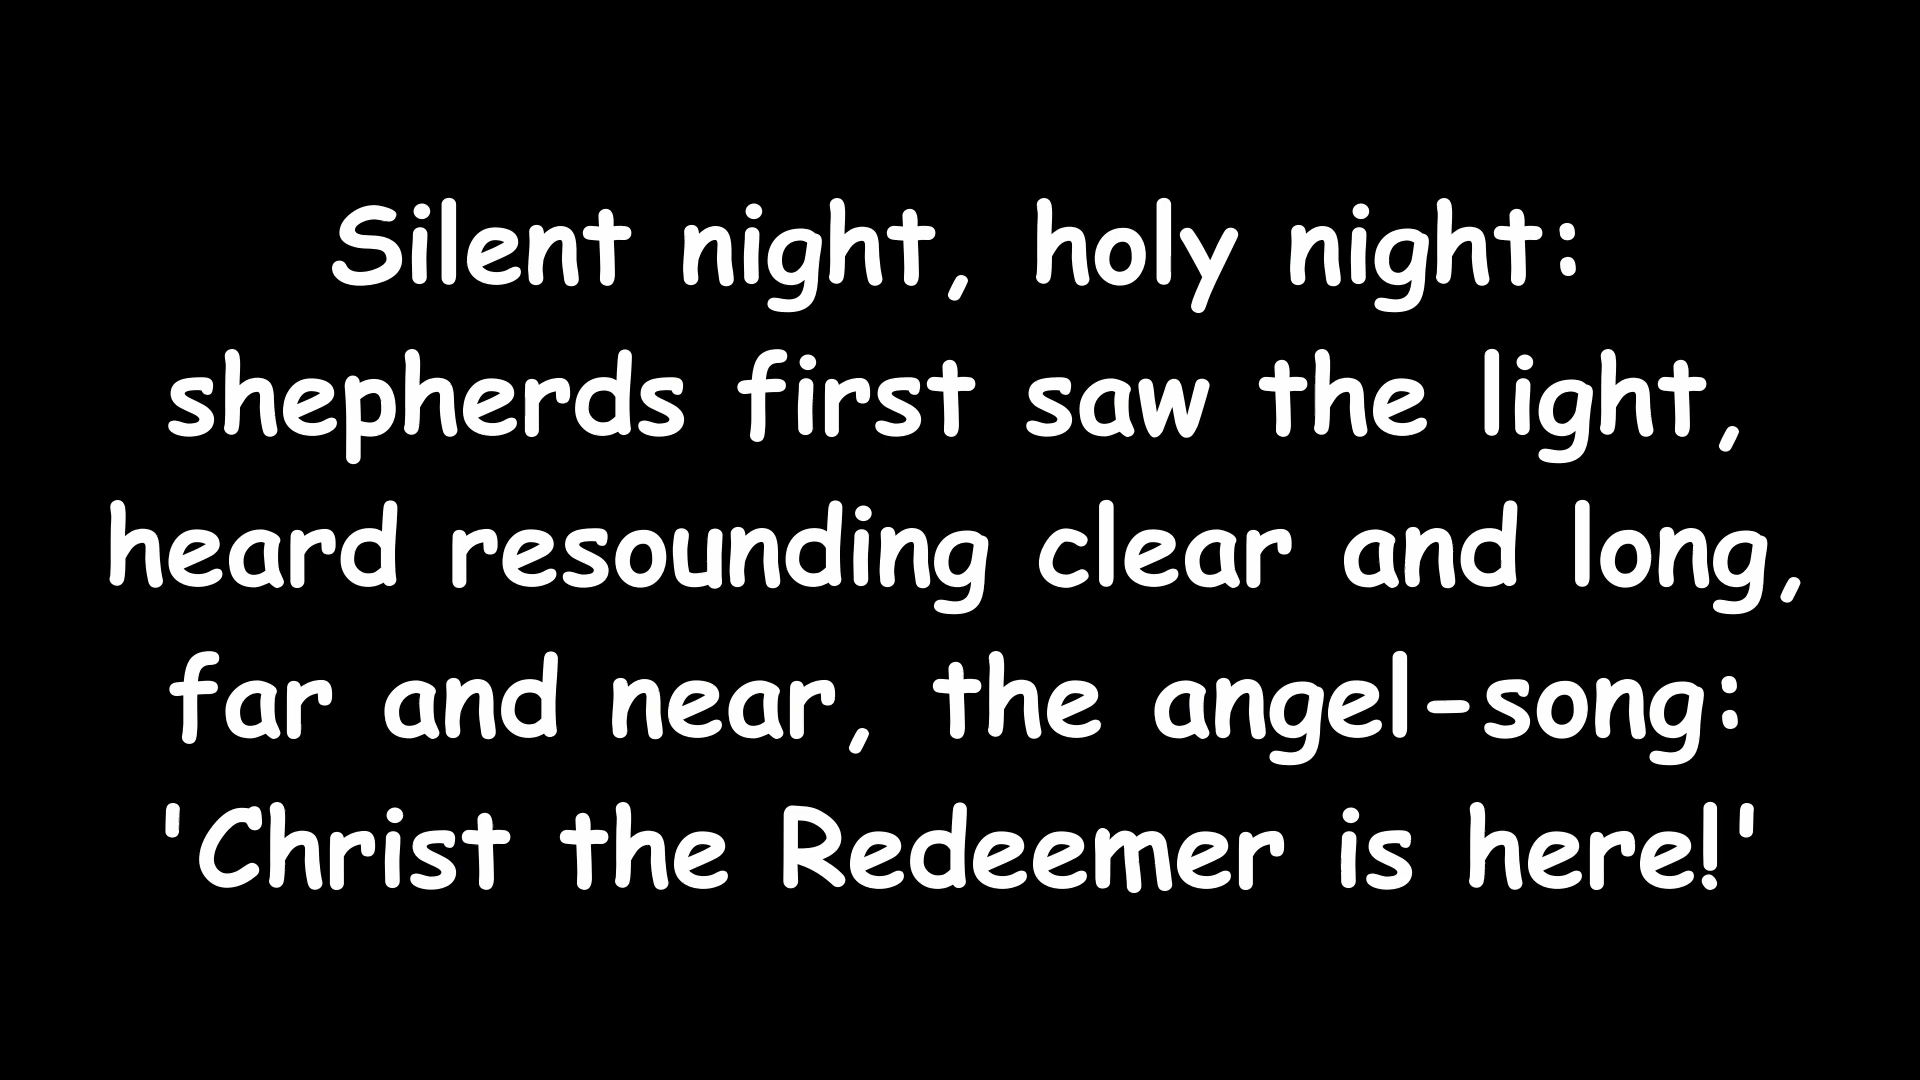 Silent night, holy night:
shepherds first saw the light,
heard resounding clear and long,
far and near, the angel-song:
'Christ the Redeemer is here!'